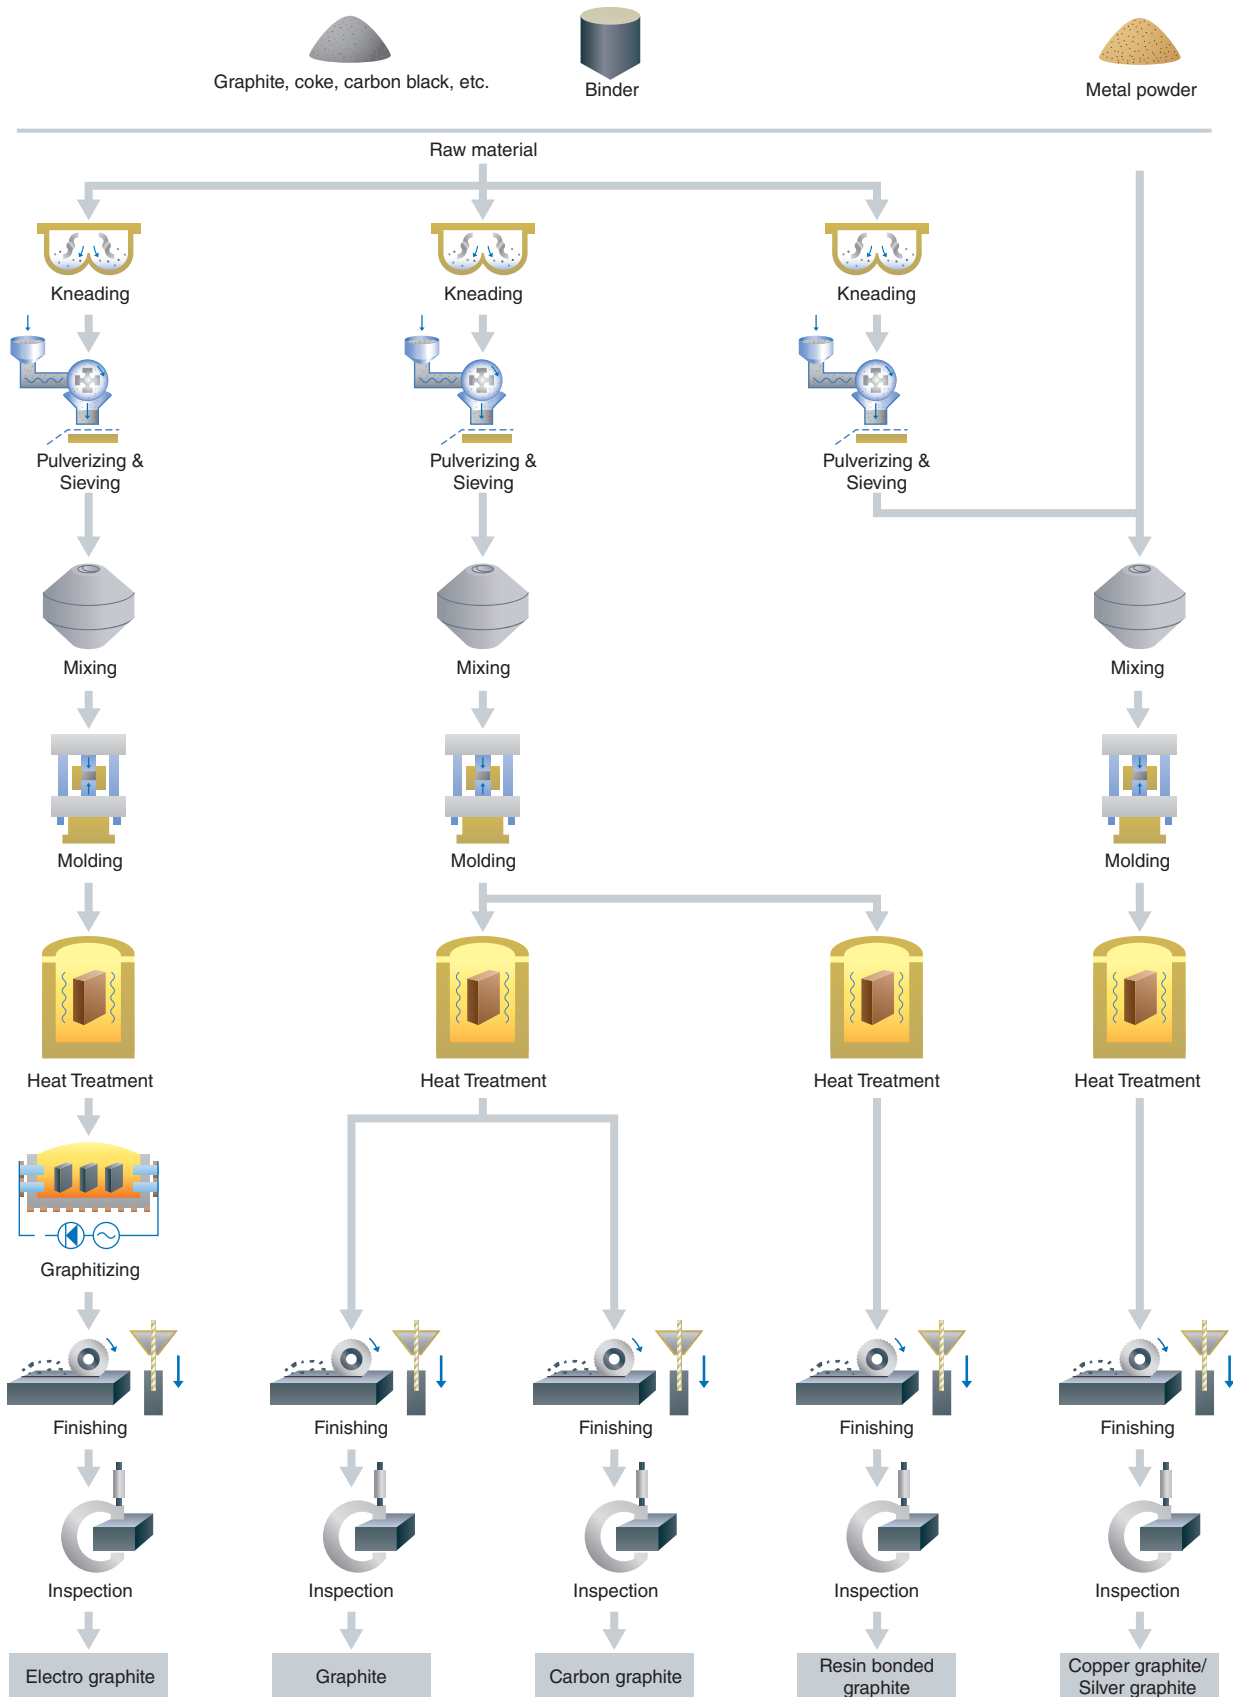 Graphite, coke, carbon black, etc.
Binder
Metal powder
Raw material
Kneading
Kneading
Kneading
Pulverizing &
Sieving
Pulverizing &
Sieving
Pulverizing &
Sieving
Mixing
Mixing
Mixing
Molding
Molding
Molding
Heat Treatment
Heat Treatment
Heat Treatment
Heat Treatment
Graphitizing
Finishing
Finishing
Finishing
Finishing
Finishing
Inspection
Inspection
Inspection
Inspection
Inspection
Electro graphite
Graphite
Carbon graphite
Resin bonded
graphite
Copper graphite/
Silver graphite